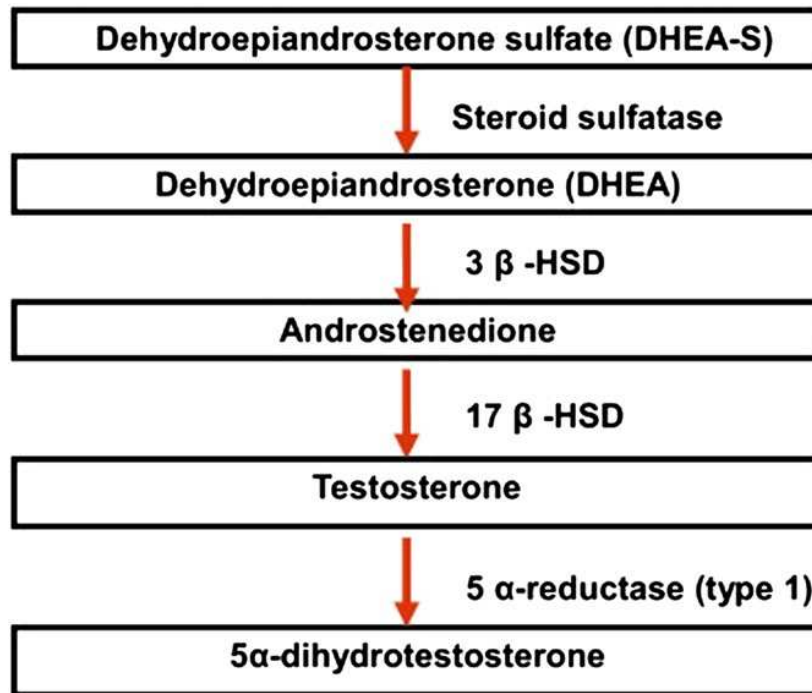 Dehydroepiandrosterone sulfate (DHEA-S)
Steroid sulfatase
Dehydroepiandrosterone (DHEA)
3 β -HSD
Androstenedione
17 β -HSD
Testosterone
5 α-reductase (type 1)
5α-dihydrotestosterone